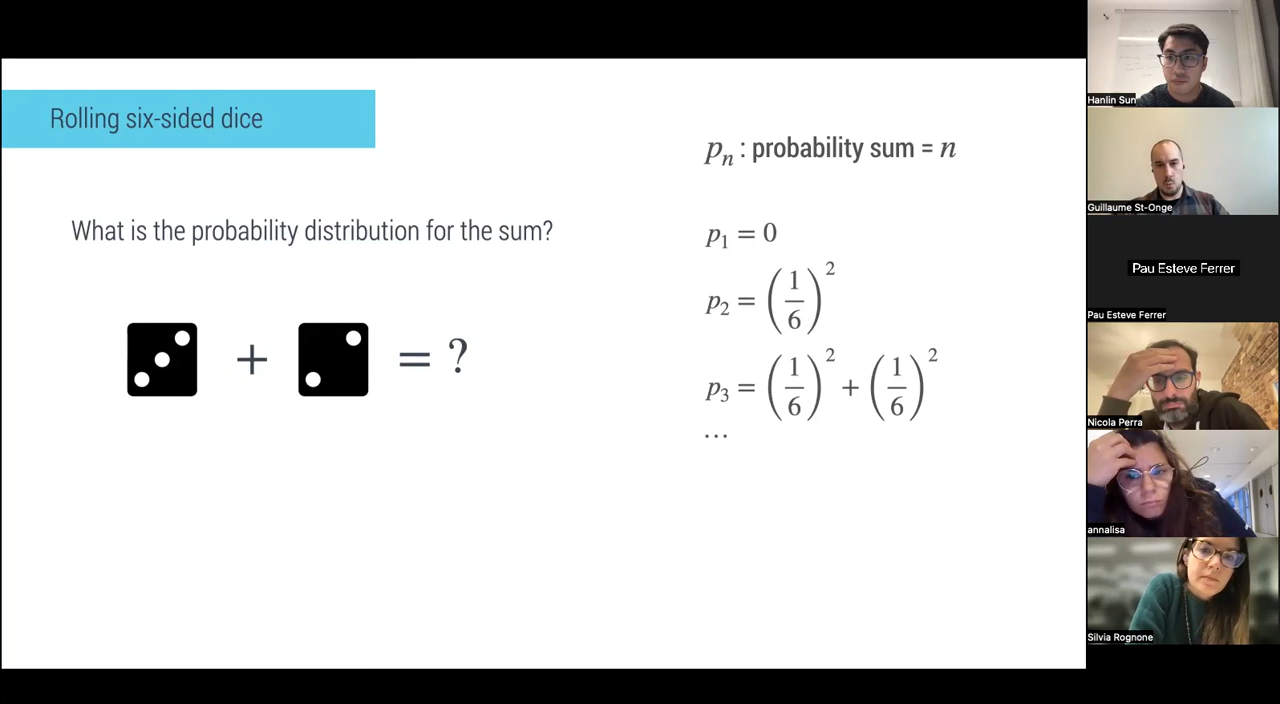 Rolling six-sided dice
What is the probability distribution for the sum?
+ = ?
pₙ : probability sum = n
p₁ = 0
p₂ = (1/6)²
p₃ = (1/6)² + (1/6)²
…
Hanlin Sun
Guillaume St-Onge
Pau Esteve Ferrer
Pau Esteve Ferrer
Nicola Perra
annalisa
Silvia Rognone